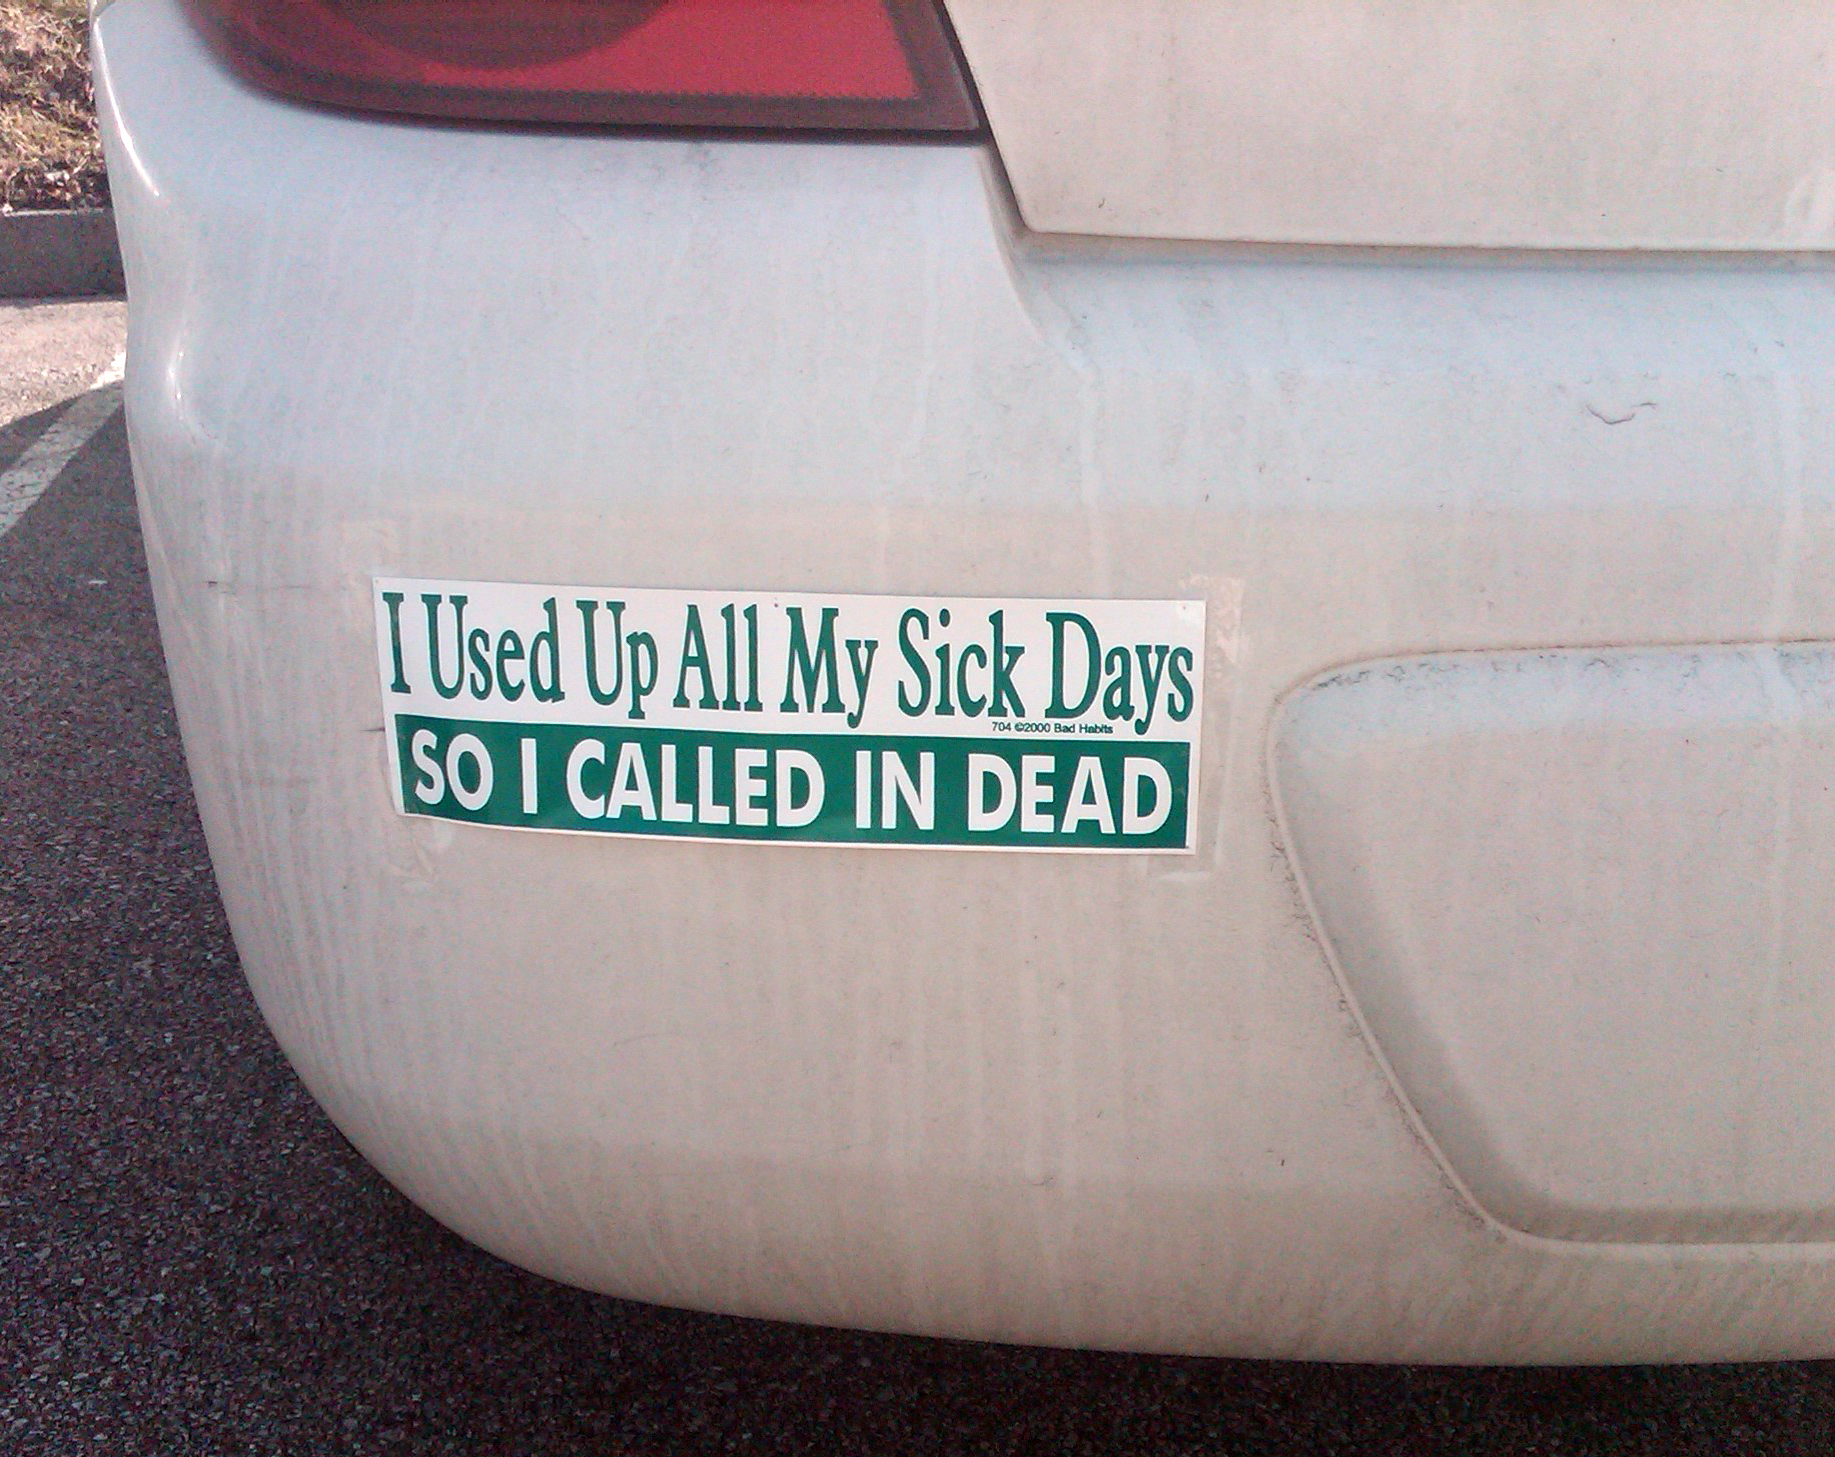 I Used Up All My Sick Days
704 ©2000 Bad Habits
SO I CALLED IN DEAD